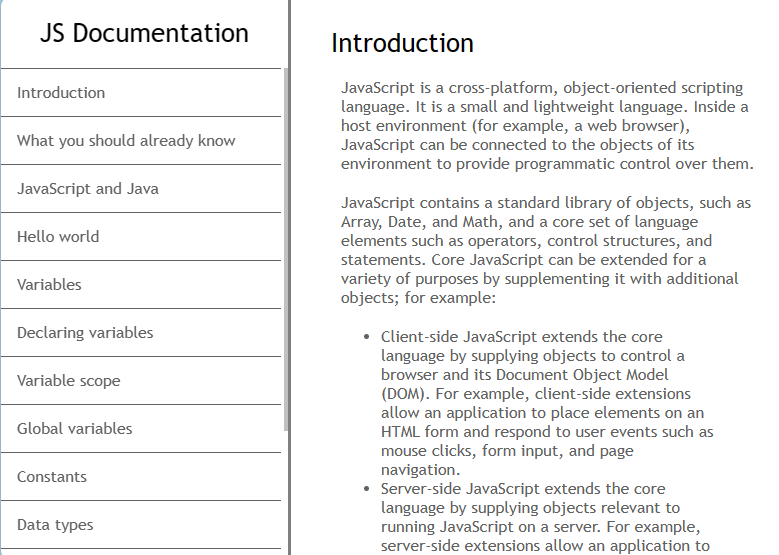 JS Documentation
Introduction
What you should already know
JavaScript and Java
Hello world
Variables
Declaring variables
Variable scope
Global variables
Constants
Data types
Introduction
JavaScript is a cross-platform, object-oriented scripting
language. It is a small and lightweight language. Inside a
host environment (for example, a web browser),
JavaScript can be connected to the objects of its
environment to provide programmatic control over them.
JavaScript contains a standard library of objects, such as
Array, Date, and Math, and a core set of language
elements such as operators, control structures, and
statements. Core JavaScript can be extended for a
variety of purposes by supplementing it with additional
objects; for example:
• Client-side JavaScript extends the core
language by supplying objects to control a
browser and its Document Object Model
(DOM). For example, client-side extensions
allow an application to place elements on an
HTML form and respond to user events such as
mouse clicks, form input, and page
navigation.
• Server-side JavaScript extends the core
language by supplying objects relevant to
running JavaScript on a server. For example,
server-side extensions allow an application to